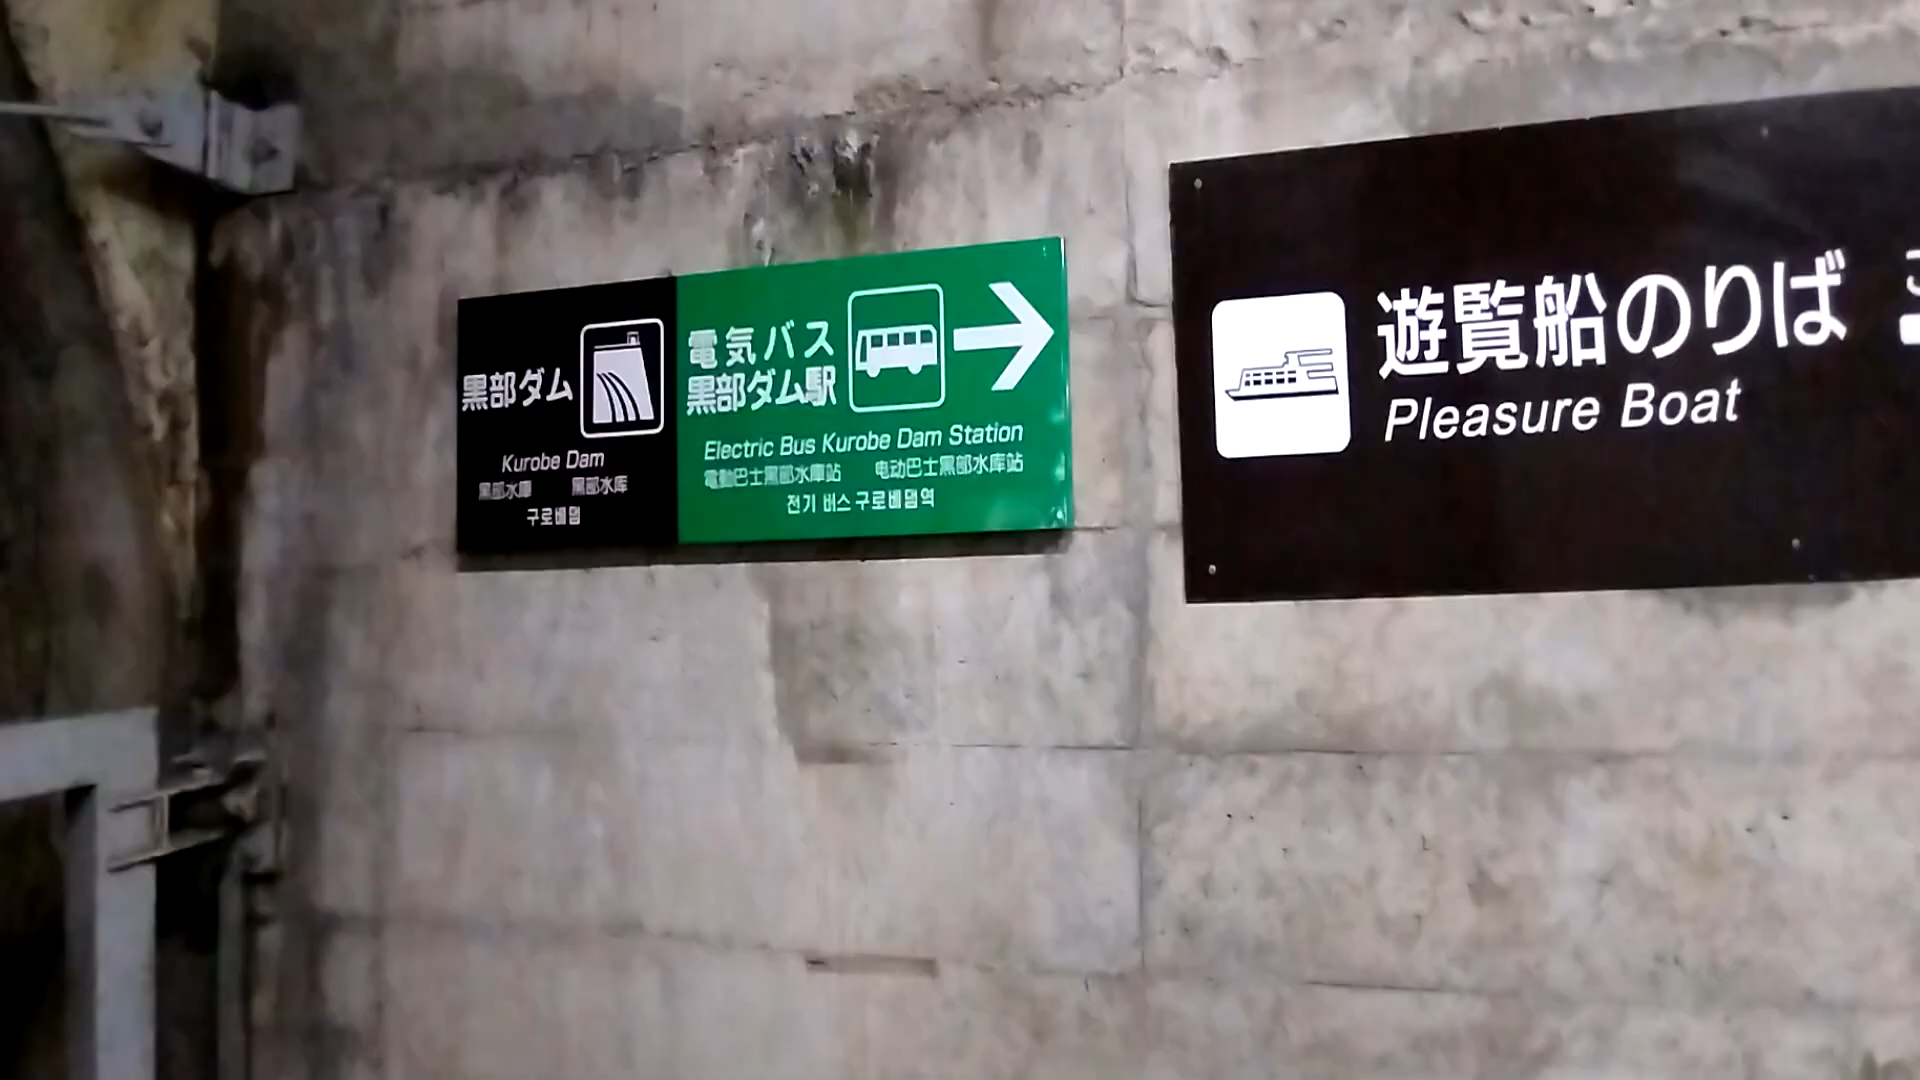 黒部ダム
Kurobe Dam
黑部水庫 黑部水库
구로베댐
電気バス
黒部ダム駅
Electric Bus Kurobe Dam Station
電動巴士黑部水庫站 电动巴士黑部水库站
전기 버스 구로베댐역
遊覧船のりば
Pleasure Boat